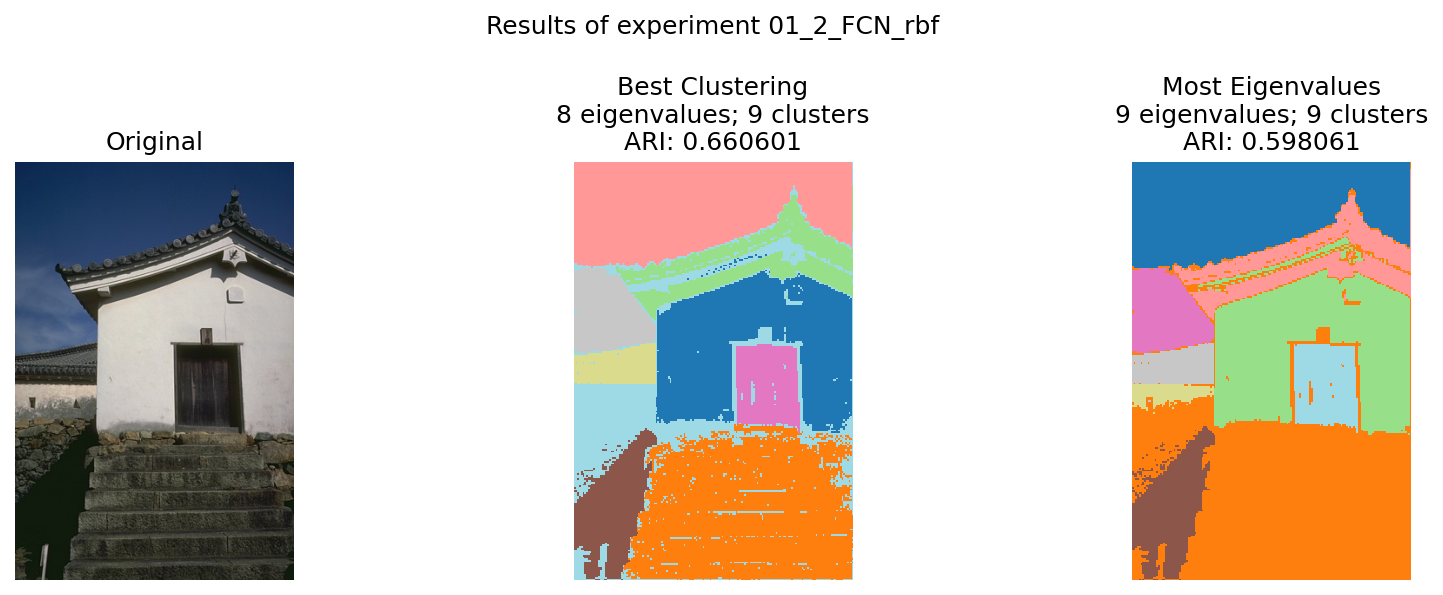 Results of experiment 01_2_FCN_rbf
Original
Best Clustering
8 eigenvalues; 9 clusters
ARI: 0.660601
Most Eigenvalues
9 eigenvalues; 9 clusters
ARI: 0.598061